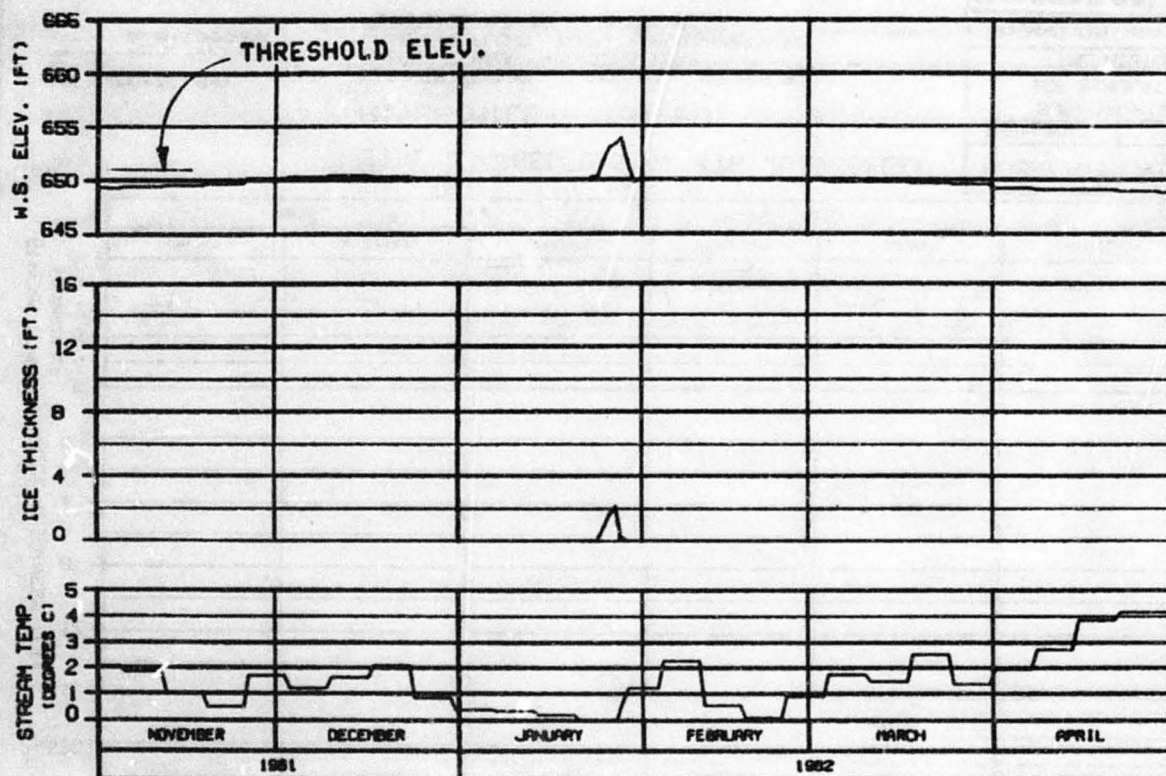 665
THRESHOLD ELEV.
660
655
650
645
W.S. ELEV. (FT)
16
12
8
4
0
ICE THICKNESS (FT)
5
4
3
2
1
0
STREAM TEMP.
(DEGREES C)
NOVEMBER
DECEMBER
JANUARY
FEBRUARY
MARCH
APRIL
1981
1982